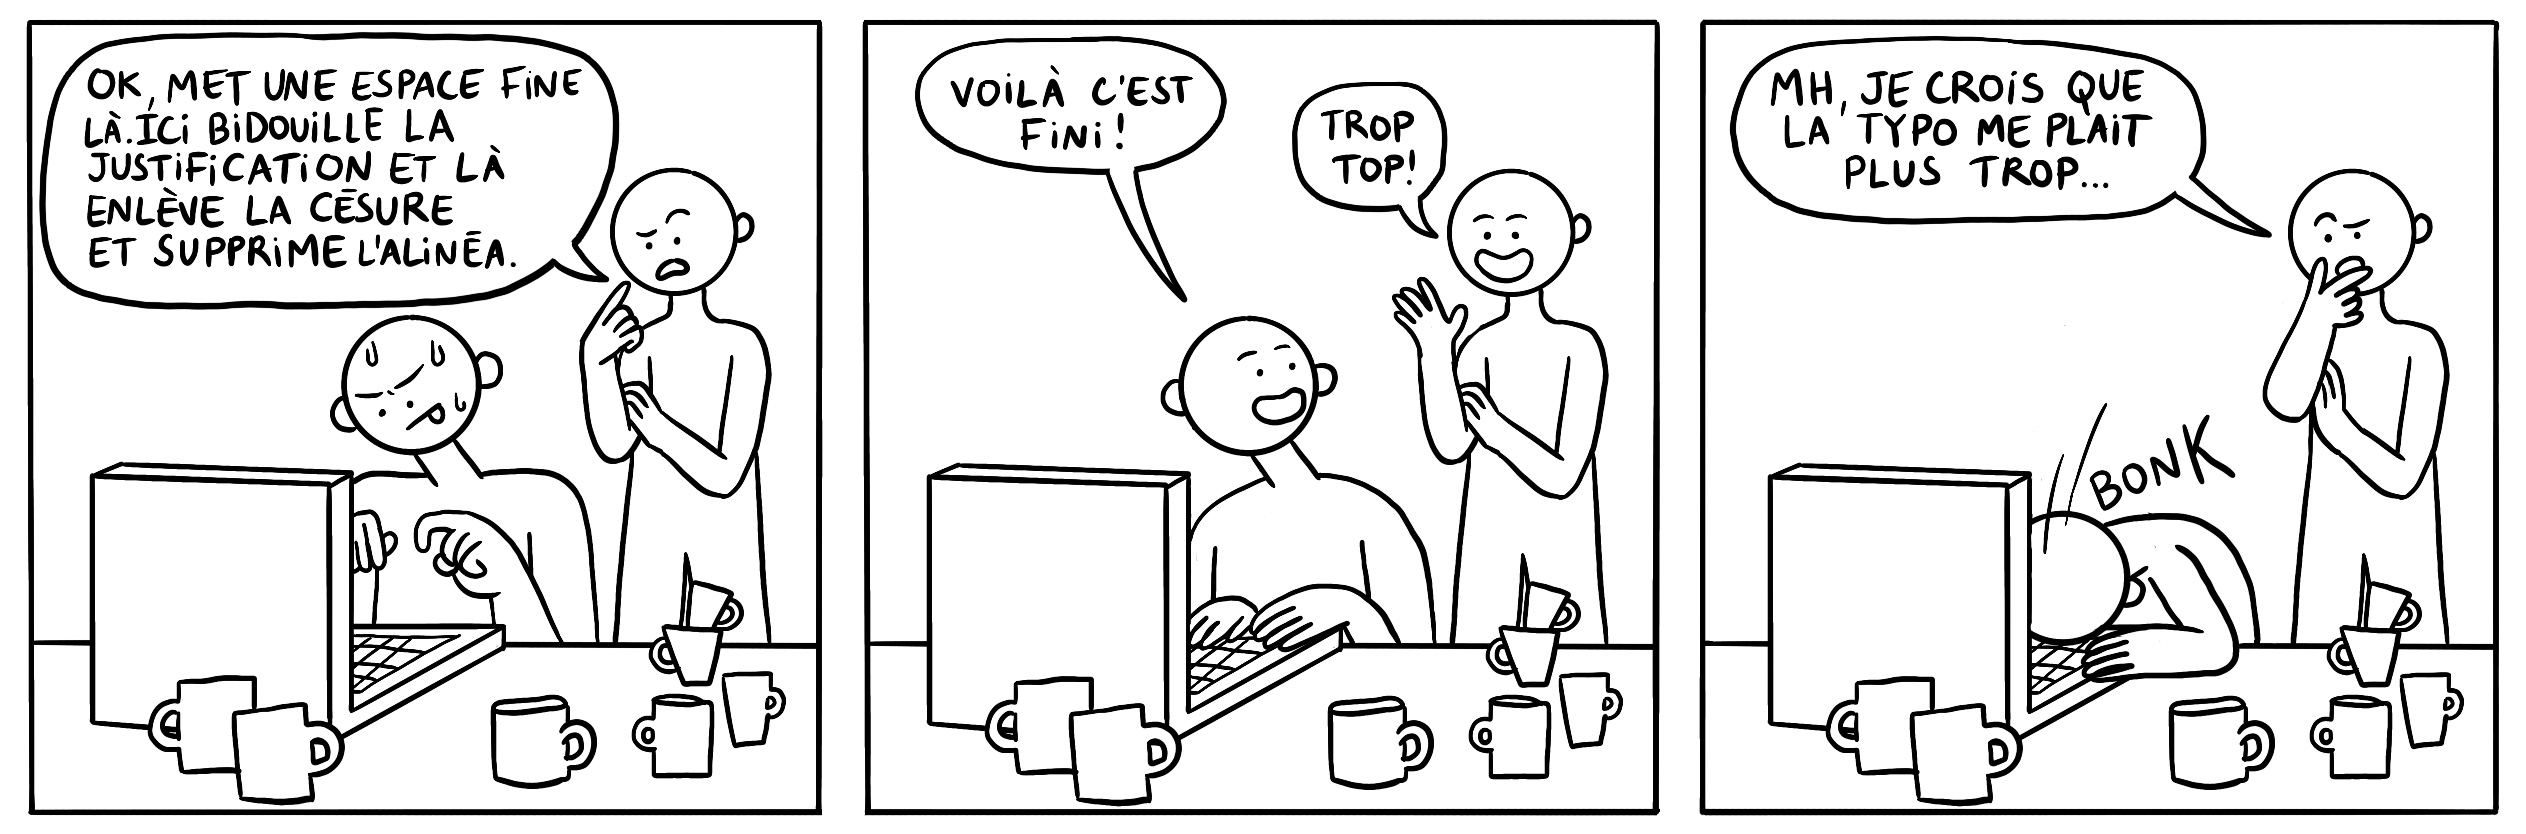 OK, MET UNE ESPACE FINE
LÀ. ICI BIDOUILLE LA
JUSTIFICATION ET LÀ
ENLÈVE LA CÉSURE
ET SUPPRIME L'ALINÉA.
VOILÀ C'EST
FINI !
TROP
TOP!
MH, JE CROIS QUE
LA TYPO ME PLAIT
PLUS TROP...
BONK